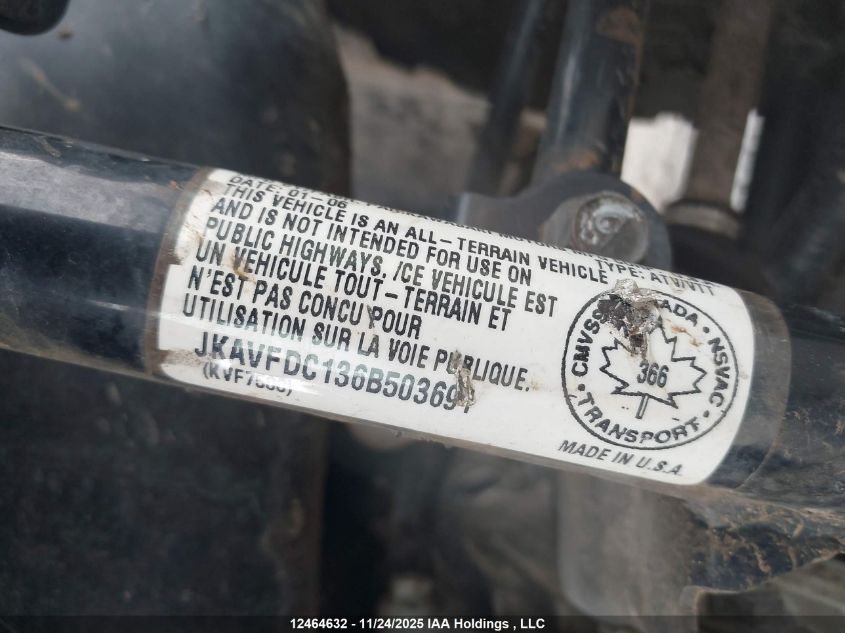 DATE: 01-06
TYPE: ATV/VTT
THIS VEHICLE IS AN ALL-TERRAIN VEHICLE
AND IS NOT INTENDED FOR USE ON
PUBLIC HIGHWAYS. /CE VEHICULE EST
UN VEHICULE TOUT-TERRAIN ET
N'EST PAS CONCU POUR
UTILISATION SUR LA VOIE PUBLIQUE.
CANADA · NSVAC · TRANSPORT ·
366
MADE IN U.S.A.
12464632 - 11/24/2025 IAA Holdings , LLC